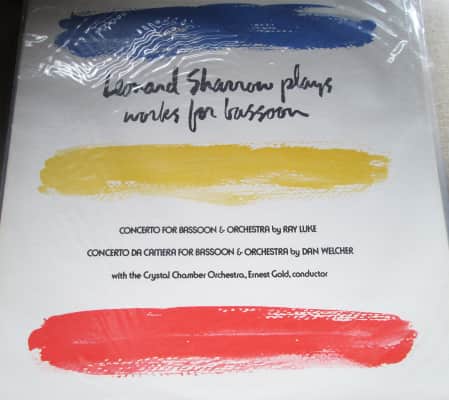 Leonard Sharrow plays
works for bassoon
CONCERTO FOR BASSOON & ORCHESTRA by RAY LUKE
CONCERTO DA CAMERA FOR BASSOON & ORCHESTRA by DAN WELCHER
with the Crystal Chamber Orchestra, Ernest Gold, conductor